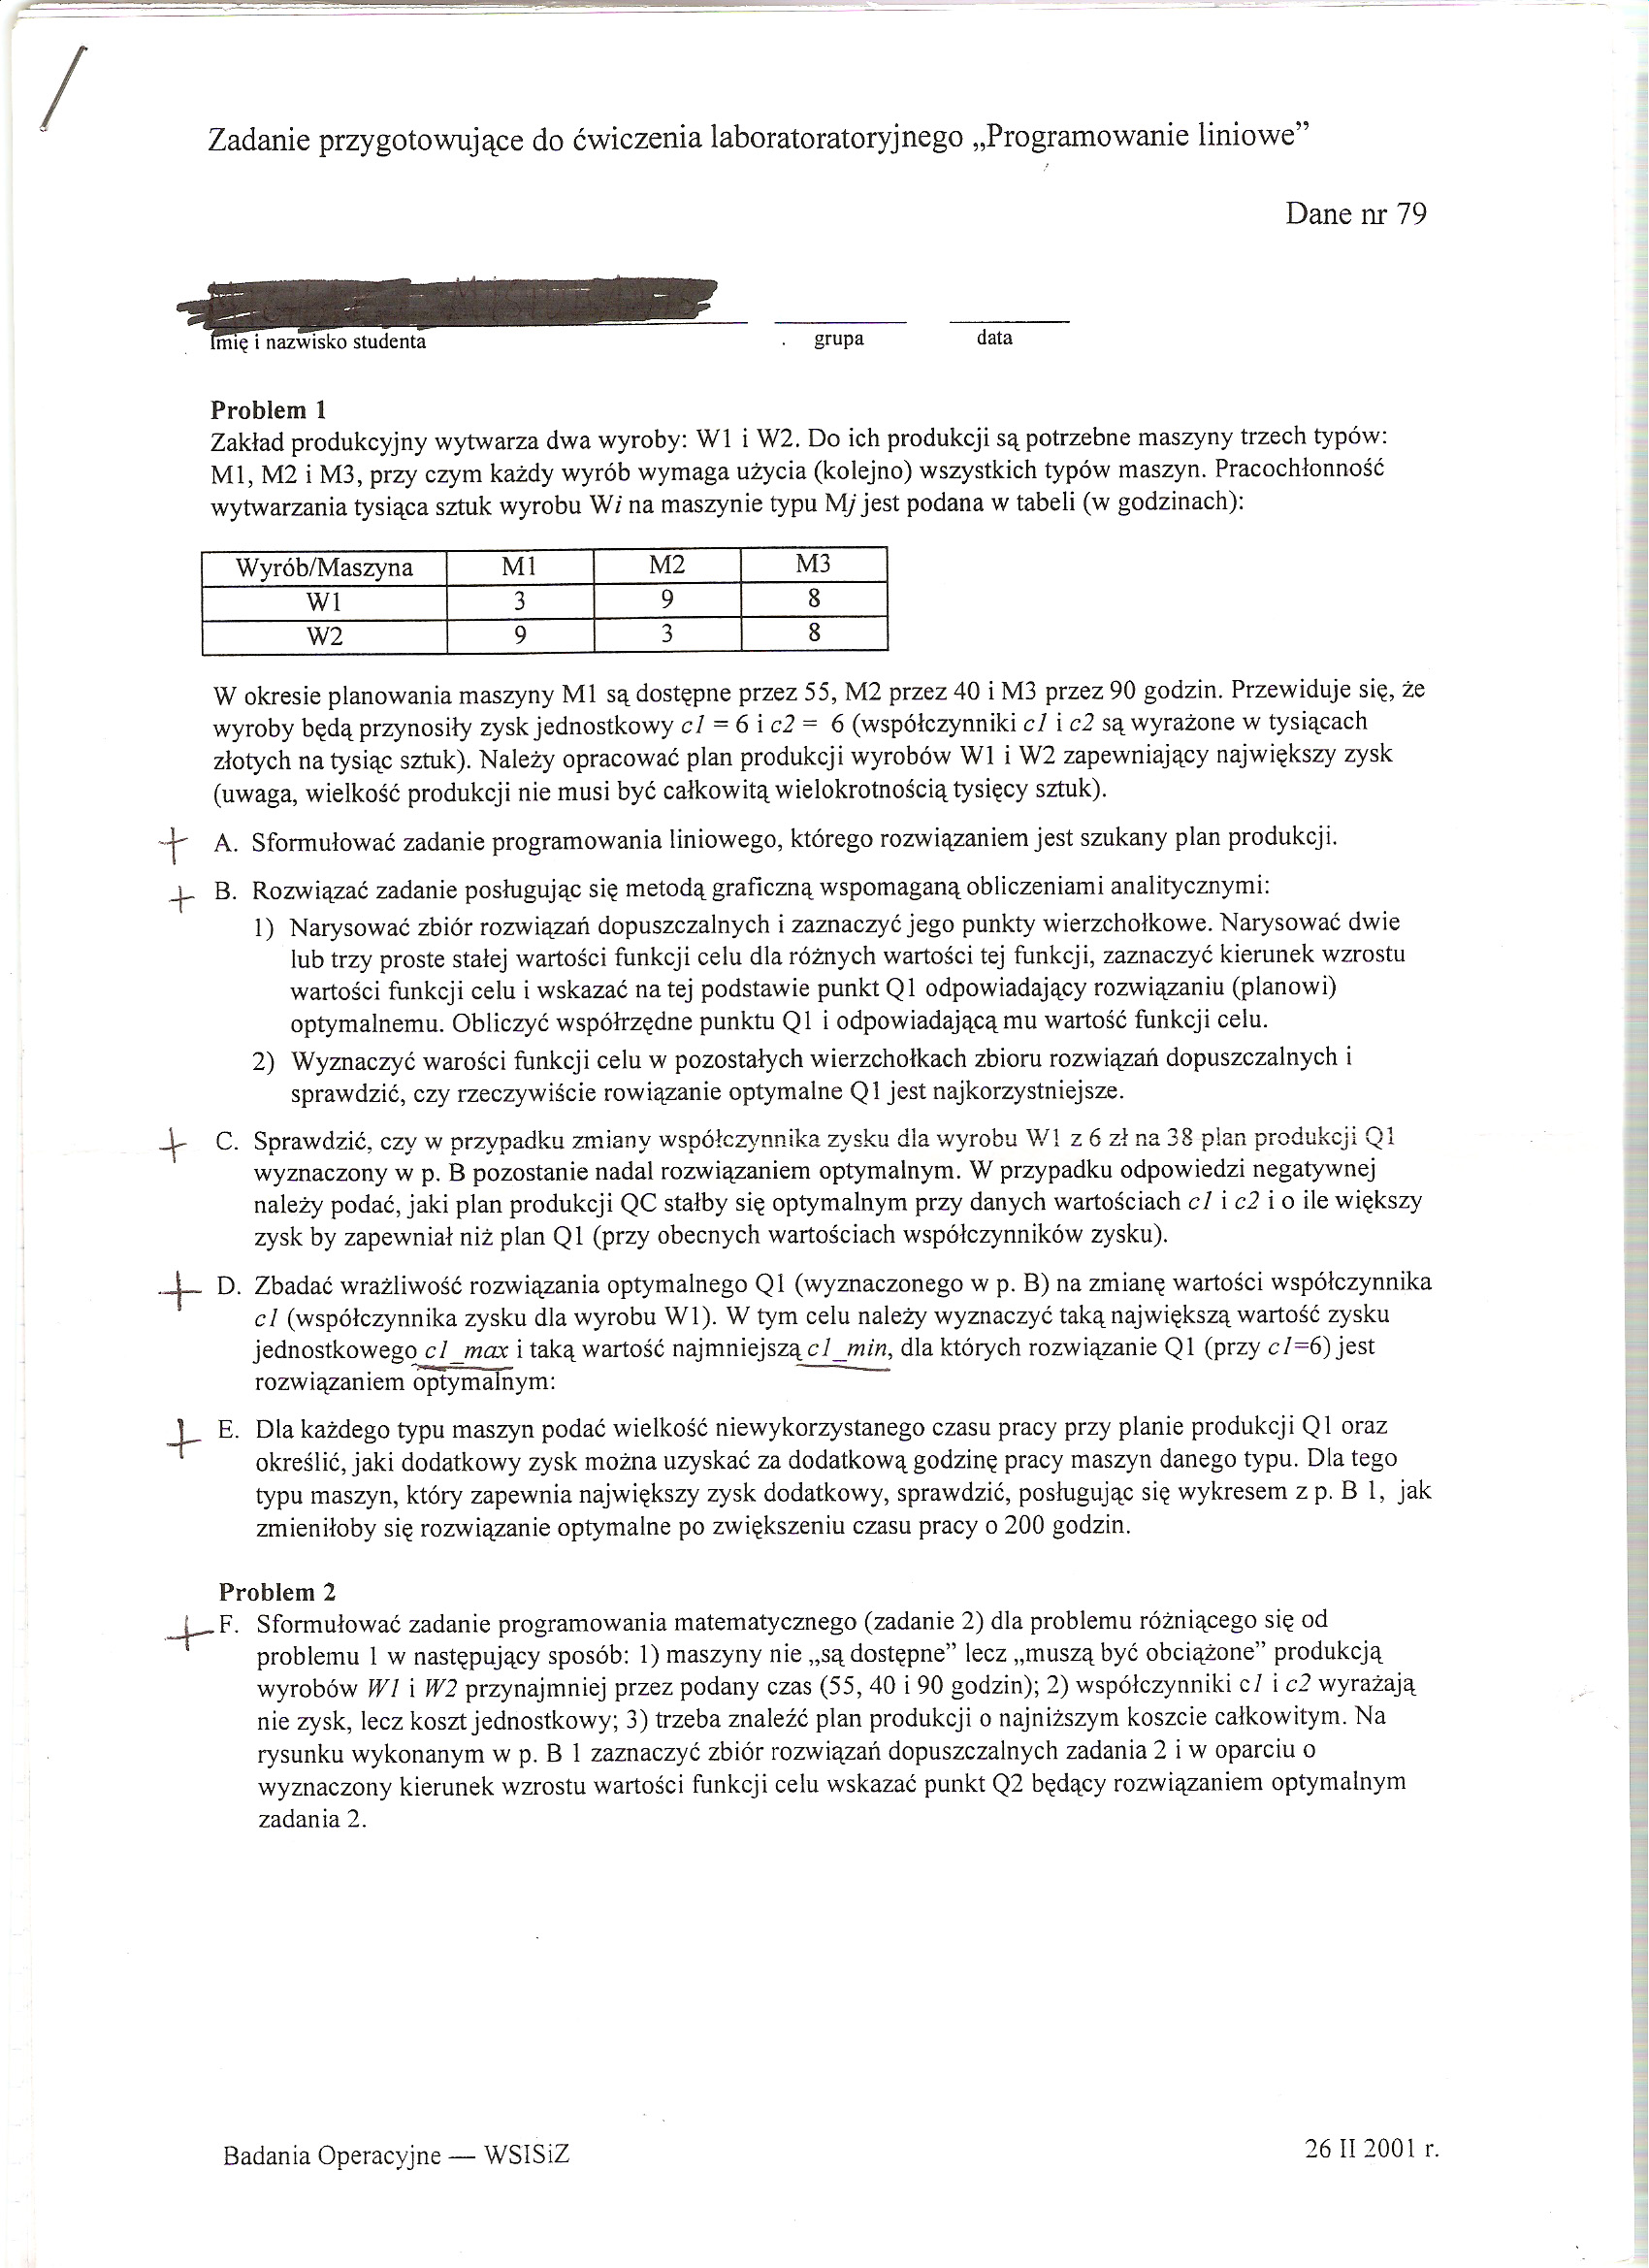 Zadanie przygotowujące do ćwiczenia laboratoratoryjnego „Programowanie liniowe”
Dane nr 79
Imię i nazwisko studenta
grupa
data
Problem 1
Zakład produkcyjny wytwarza dwa wyroby: W1 i W2. Do ich produkcji są potrzebne maszyny trzech typów:
M1, M2 i M3, przy czym każdy wyrób wymaga użycia (kolejno) wszystkich typów maszyn. Pracochłonność
wytwarzania tysiąca sztuk wyrobu Wi na maszynie typu Mj jest podana w tabeli (w godzinach):
Wyrób/Maszyna M1 M2 M3
W1 3 9 8
W2 9 3 8
W okresie planowania maszyny M1 są dostępne przez 55, M2 przez 40 i M3 przez 90 godzin. Przewiduje się, że
wyroby będą przynosiły zysk jednostkowy c1 = 6 i c2 = 6 (współczynniki c1 i c2 są wyrażone w tysiącach
złotych na tysiąc sztuk). Należy opracować plan produkcji wyrobów W1 i W2 zapewniający największy zysk
(uwaga, wielkość produkcji nie musi być całkowitą wielokrotnością tysięcy sztuk).
+ A. Sformułować zadanie programowania liniowego, którego rozwiązaniem jest szukany plan produkcji.
+ B. Rozwiązać zadanie posługując się metodą graficzną wspomaganą obliczeniami analitycznymi:
1) Narysować zbiór rozwiązań dopuszczalnych i zaznaczyć jego punkty wierzchołkowe. Narysować dwie
lub trzy proste stałej wartości funkcji celu dla różnych wartości tej funkcji, zaznaczyć kierunek wzrostu
wartości funkcji celu i wskazać na tej podstawie punkt Q1 odpowiadający rozwiązaniu (planowi)
optymalnemu. Obliczyć współrzędne punktu Q1 i odpowiadającą mu wartość funkcji celu.
2) Wyznaczyć warości funkcji celu w pozostałych wierzchołkach zbioru rozwiązań dopuszczalnych i
sprawdzić, czy rzeczywiście rowiązanie optymalne Q1 jest najkorzystniejsze.
+ C. Sprawdzić, czy w przypadku zmiany współczynnika zysku dla wyrobu W1 z 6 zł na 38 plan produkcji Q1
wyznaczony w p. B pozostanie nadal rozwiązaniem optymalnym. W przypadku odpowiedzi negatywnej
należy podać, jaki plan produkcji QC stałby się optymalnym przy danych wartościach c1 i c2 i o ile większy
zysk by zapewniał niż plan Q1 (przy obecnych wartościach współczynników zysku).
+ D. Zbadać wrażliwość rozwiązania optymalnego Q1 (wyznaczonego w p. B) na zmianę wartości współczynnika
c1 (współczynnika zysku dla wyrobu W1). W tym celu należy wyznaczyć taką największą wartość zysku
jednostkowego c1_max i taką wartość najmniejszą c1_min, dla których rozwiązanie Q1 (przy c1=6) jest
rozwiązaniem optymalnym:
+ E. Dla każdego typu maszyn podać wielkość niewykorzystanego czasu pracy przy planie produkcji Q1 oraz
określić, jaki dodatkowy zysk można uzyskać za dodatkową godzinę pracy maszyn danego typu. Dla tego
typu maszyn, który zapewnia największy zysk dodatkowy, sprawdzić, posługując się wykresem z p. B 1, jak
zmieniłoby się rozwiązanie optymalne po zwiększeniu czasu pracy o 200 godzin.
Problem 2
+ F. Sformułować zadanie programowania matematycznego (zadanie 2) dla problemu różniącego się od
problemu 1 w następujący sposób: 1) maszyny nie „są dostępne” lecz „muszą być obciążone” produkcją
wyrobów W1 i W2 przynajmniej przez podany czas (55, 40 i 90 godzin); 2) współczynniki c1 i c2 wyrażają
nie zysk, lecz koszt jednostkowy; 3) trzeba znaleźć plan produkcji o najniższym koszcie całkowitym. Na
rysunku wykonanym w p. B 1 zaznaczyć zbiór rozwiązań dopuszczalnych zadania 2 i w oparciu o
wyznaczony kierunek wzrostu wartości funkcji celu wskazać punkt Q2 będący rozwiązaniem optymalnym
zadania 2.
Badania Operacyjne — WSISiZ
26 II 2001 r.